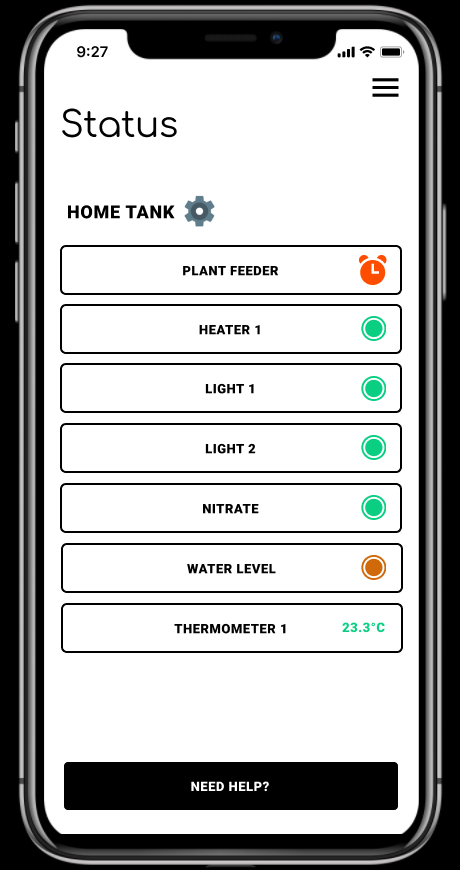 9:27
Status
HOME TANK
PLANT FEEDER
HEATER 1
LIGHT 1
LIGHT 2
NITRATE
WATER LEVEL
THERMOMETER 1 23.3°C
NEED HELP?